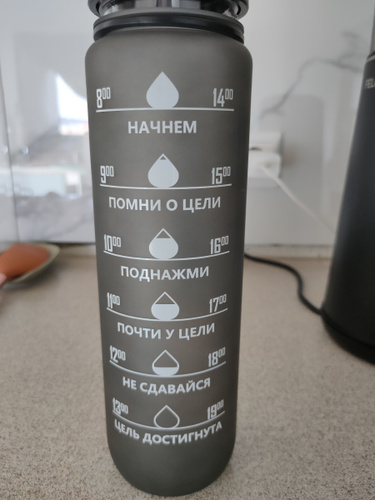 8⁰⁰ 14⁰⁰
НАЧНЕМ
9⁰⁰ 15⁰⁰
ПОМНИ О ЦЕЛИ
10⁰⁰ 16⁰⁰
ПОДНАЖМИ
11⁰⁰ 17⁰⁰
ПОЧТИ У ЦЕЛИ
12⁰⁰ 18⁰⁰
НЕ СДАВАЙСЯ
13⁰⁰ 19⁰⁰
ЦЕЛЬ ДОСТИГНУТА